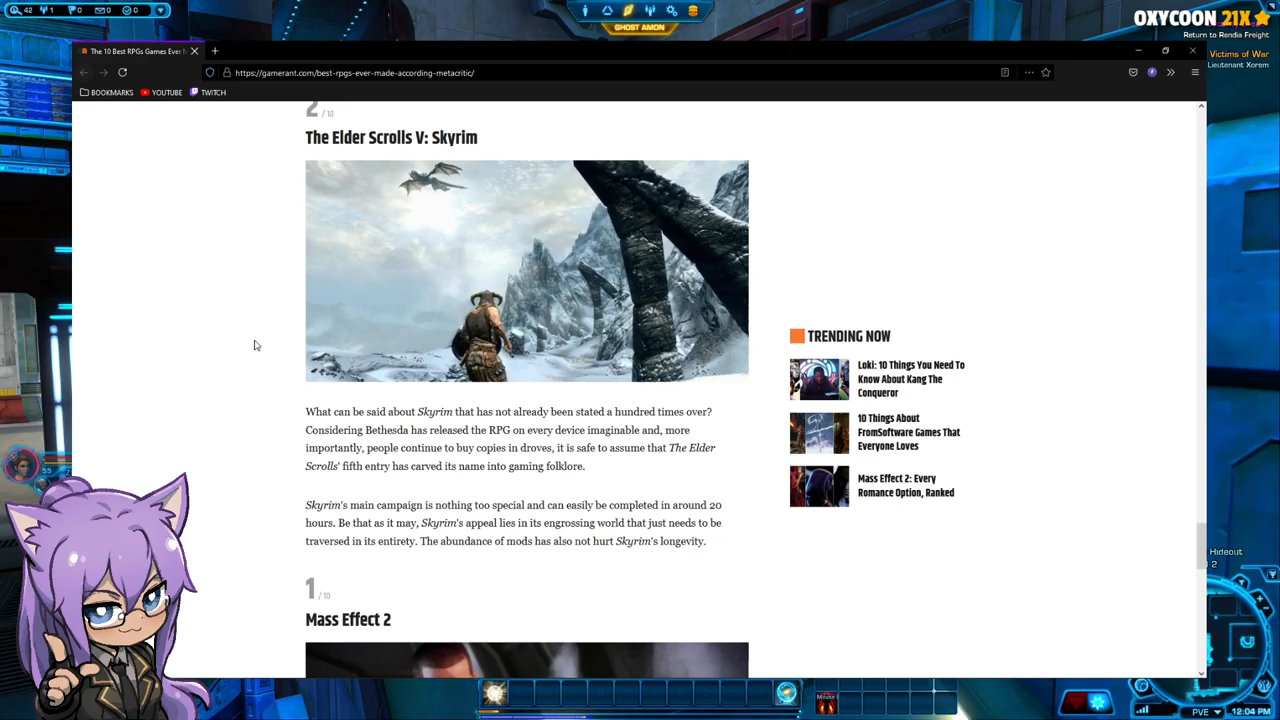 42 1 0 0 0
GHOST AMON
OXYCOON 21X
Return to Rendia Freight
Victims of War
Lieutenant Xorem
The 10 Best RPGs Games Ever
https://gamerant.com/best-rpgs-ever-made-according-metacritic/
BOOKMARKS YOUTUBE TWITCH
2 / 10
The Elder Scrolls V: Skyrim
What can be said about Skyrim that has not already been stated a hundred times over?
Considering Bethesda has released the RPG on every device imaginable and, more
importantly, people continue to buy copies in droves, it is safe to assume that The Elder
Scrolls' fifth entry has carved its name into gaming folklore.
Skyrim's main campaign is nothing too special and can easily be completed in around 20
hours. Be that as it may, Skyrim's appeal lies in its engrossing world that just needs to be
traversed in its entirety. The abundance of mods has also not hurt Skyrim's longevity.
1 / 10
Mass Effect 2
TRENDING NOW
Loki: 10 Things You Need To
Know About Kang The
Conqueror
10 Things About
FromSoftware Games That
Everyone Loves
Mass Effect 2: Every
Romance Option, Ranked
55
Hideout
2
PVE
12:04 PM